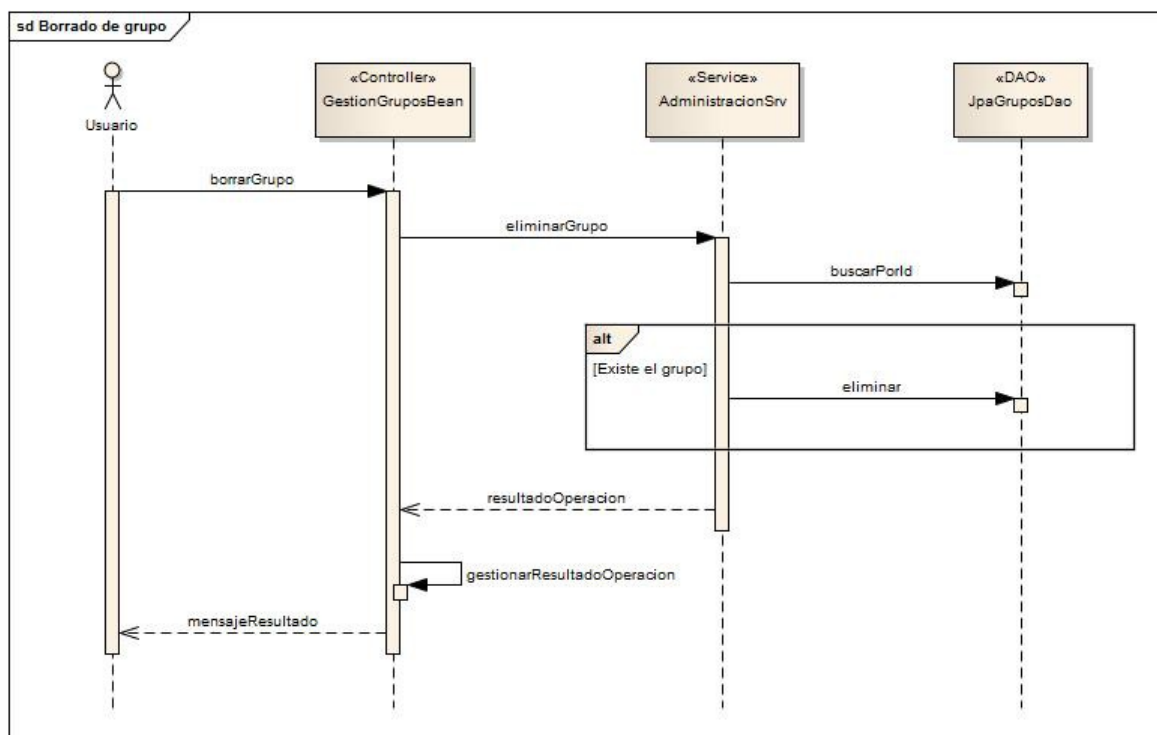 sd Borrado de grupo
Usuario
«Controller»
GestionGruposBean
«Service»
AdministracionSrv
«DAO»
JpaGruposDao
borrarGrupo
eliminarGrupo
buscarPorId
alt
[Existe el grupo]
eliminar
resultadoOperacion
gestionarResultadoOperacion
mensajeResultado